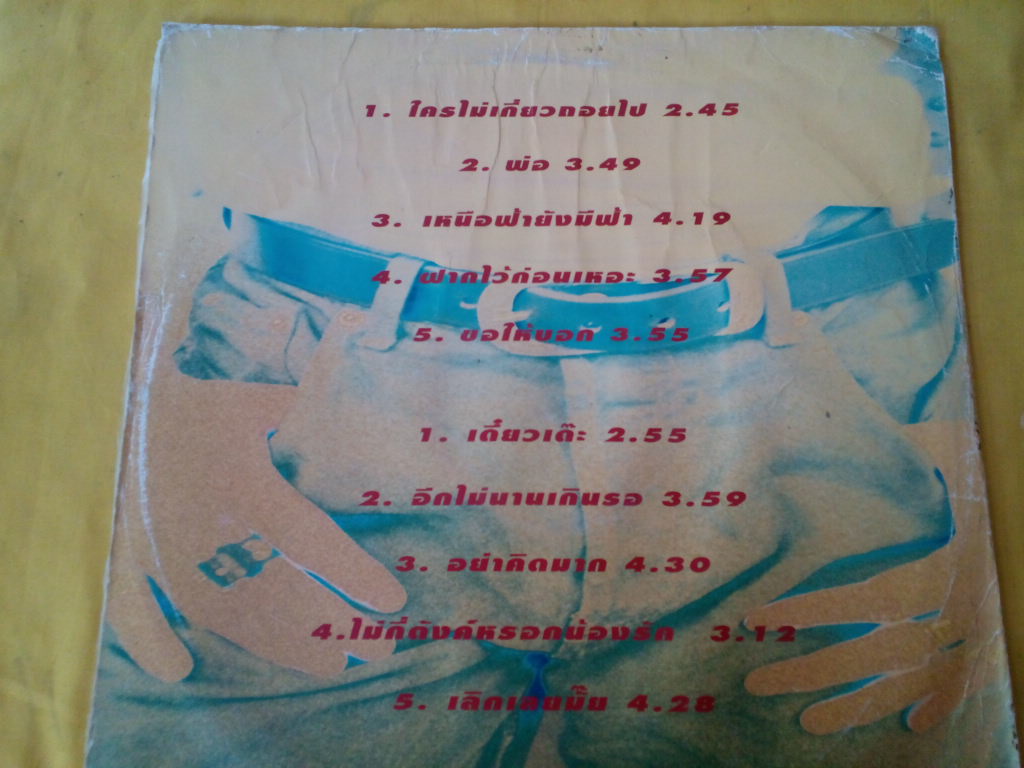 1. ใครไม่เกี่ยวถอยไป 2.45
2. พ่อ 3.49
3. เหนือฟ้ายังมีฟ้า 4.19
4. ฝากไว้ก่อนเหอะ 3.57
5. ขอให้บอก 3.55
1. เดี๋ยวเต๊ะ 2.55
2. อีกไม่นานเกินรอ 3.59
3. อย่าคิดมาก 4.30
4.ไม่กี่ตังค์หรอกน้องรัก 3.12
5. เลิกเลยมั๊ย 4.28